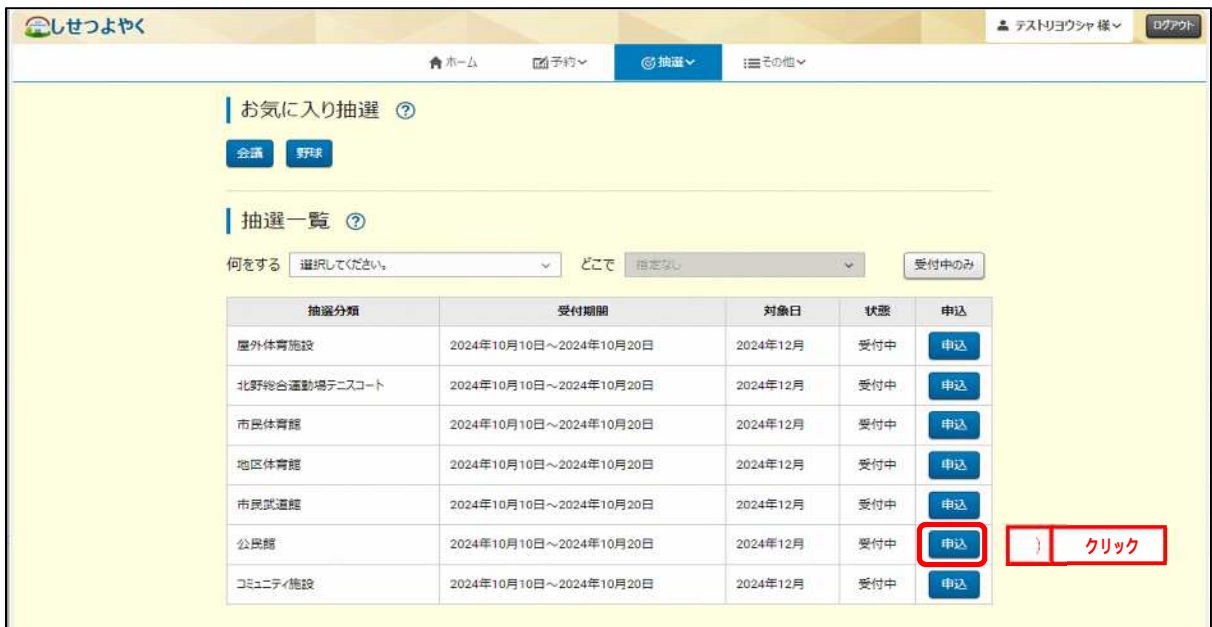 しせつよやく
テストリヨウシャ 様
ログアウト
ホーム 予約 抽選 その他
お気に入り抽選 ?
会議 野球
抽選一覧 ?
何をする 選択してください。 どこで 指定なし 受付中のみ
抽選分類 受付期間 対象日 状態 申込
屋外体育施設 2024年10月10日～2024年10月20日 2024年12月 受付中 申込
北野総合運動場テニスコート 2024年10月10日～2024年10月20日 2024年12月 受付中 申込
市民体育館 2024年10月10日～2024年10月20日 2024年12月 受付中 申込
地区体育館 2024年10月10日～2024年10月20日 2024年12月 受付中 申込
市民武道館 2024年10月10日～2024年10月20日 2024年12月 受付中 申込
公民館 2024年10月10日～2024年10月20日 2024年12月 受付中 申込 ) クリック
コミュニティ施設 2024年10月10日～2024年10月20日 2024年12月 受付中 申込